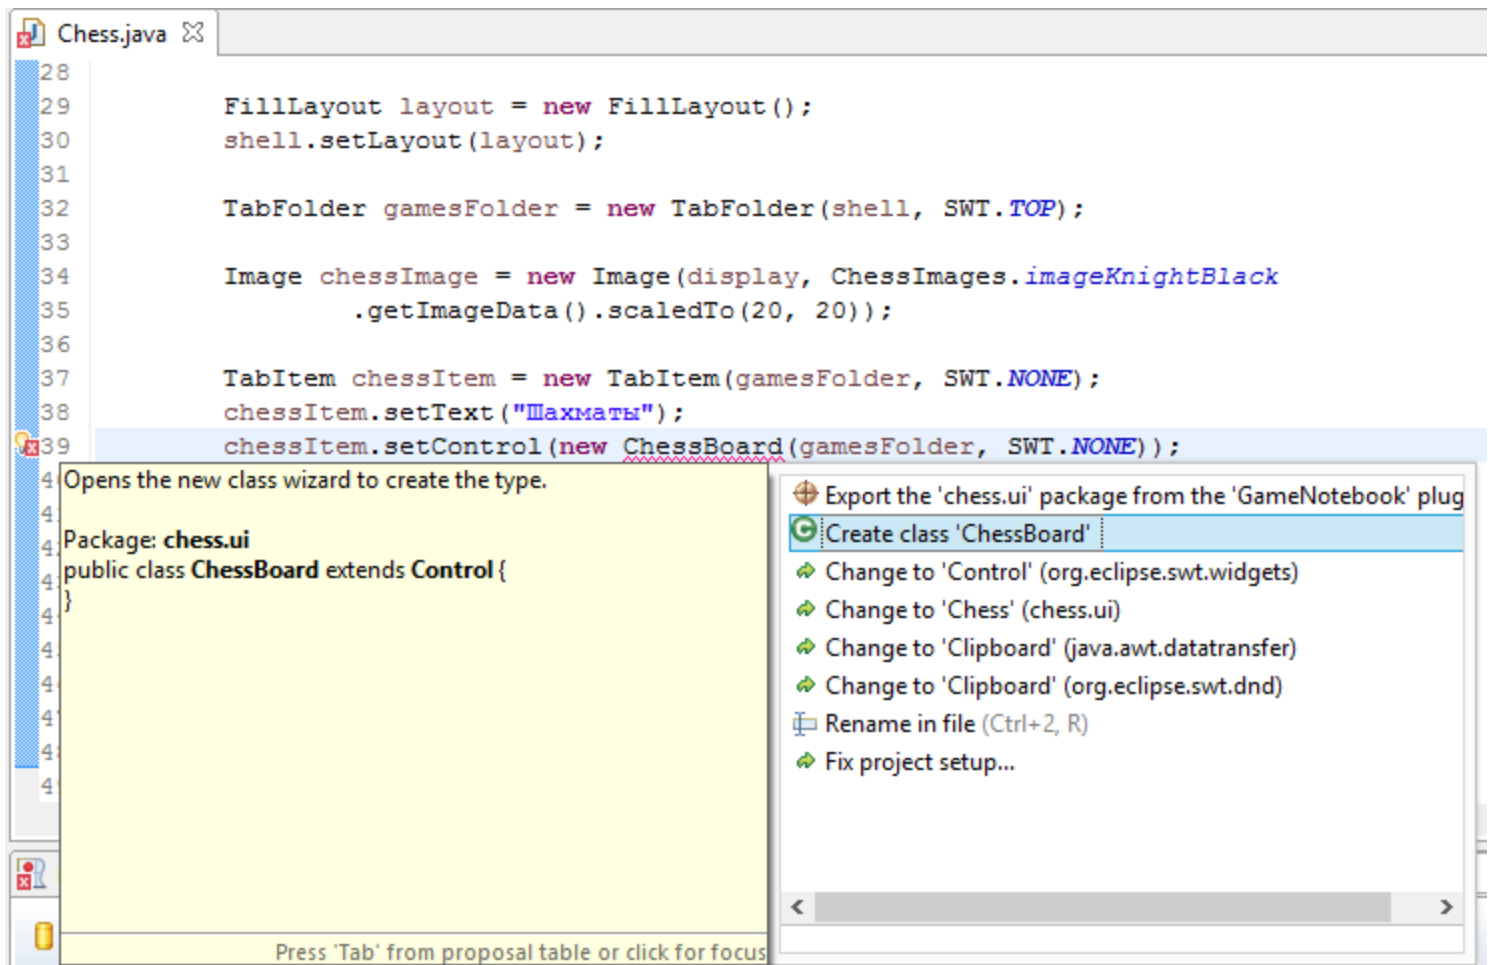 Chess.java
28
29 FillLayout layout = new FillLayout();
30 shell.setLayout(layout);
31
32 TabFolder gamesFolder = new TabFolder(shell, SWT.TOP);
33
34 Image chessImage = new Image(display, ChessImages.imageKnightBlack
35 .getImageData().scaledTo(20, 20));
36
37 TabItem chessItem = new TabItem(gamesFolder, SWT.NONE);
38 chessItem.setText("Шахматы");
39 chessItem.setControl(new ChessBoard(gamesFolder, SWT.NONE));
Opens the new class wizard to create the type.
Package: chess.ui
public class ChessBoard extends Control {
}
Press 'Tab' from proposal table or click for focus
Export the 'chess.ui' package from the 'GameNotebook' plug
Create class 'ChessBoard'
Change to 'Control' (org.eclipse.swt.widgets)
Change to 'Chess' (chess.ui)
Change to 'Clipboard' (java.awt.datatransfer)
Change to 'Clipboard' (org.eclipse.swt.dnd)
Rename in file (Ctrl+2, R)
Fix project setup...